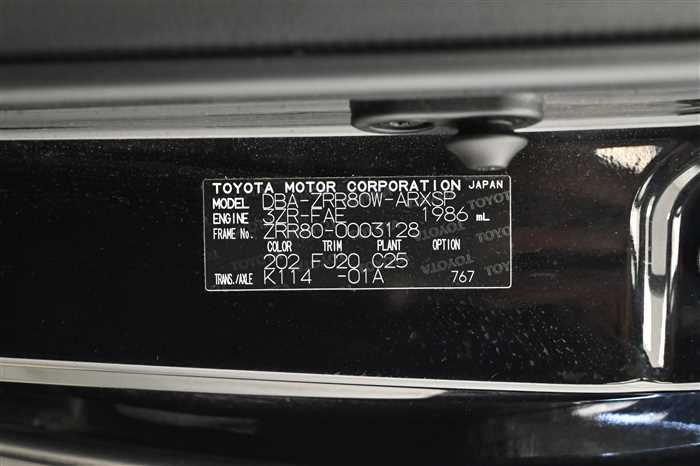 TOYOTA MOTOR CORPORATION JAPAN
MODEL DBA-ZRR80W-ARXSP
ENGINE 3ZR-FAE 1986 mL
FRAME No. ZRR80-0003128
COLOR TRIM PLANT OPTION
202 FJ20 C25
TRANS./AXLE K114 -01A 767